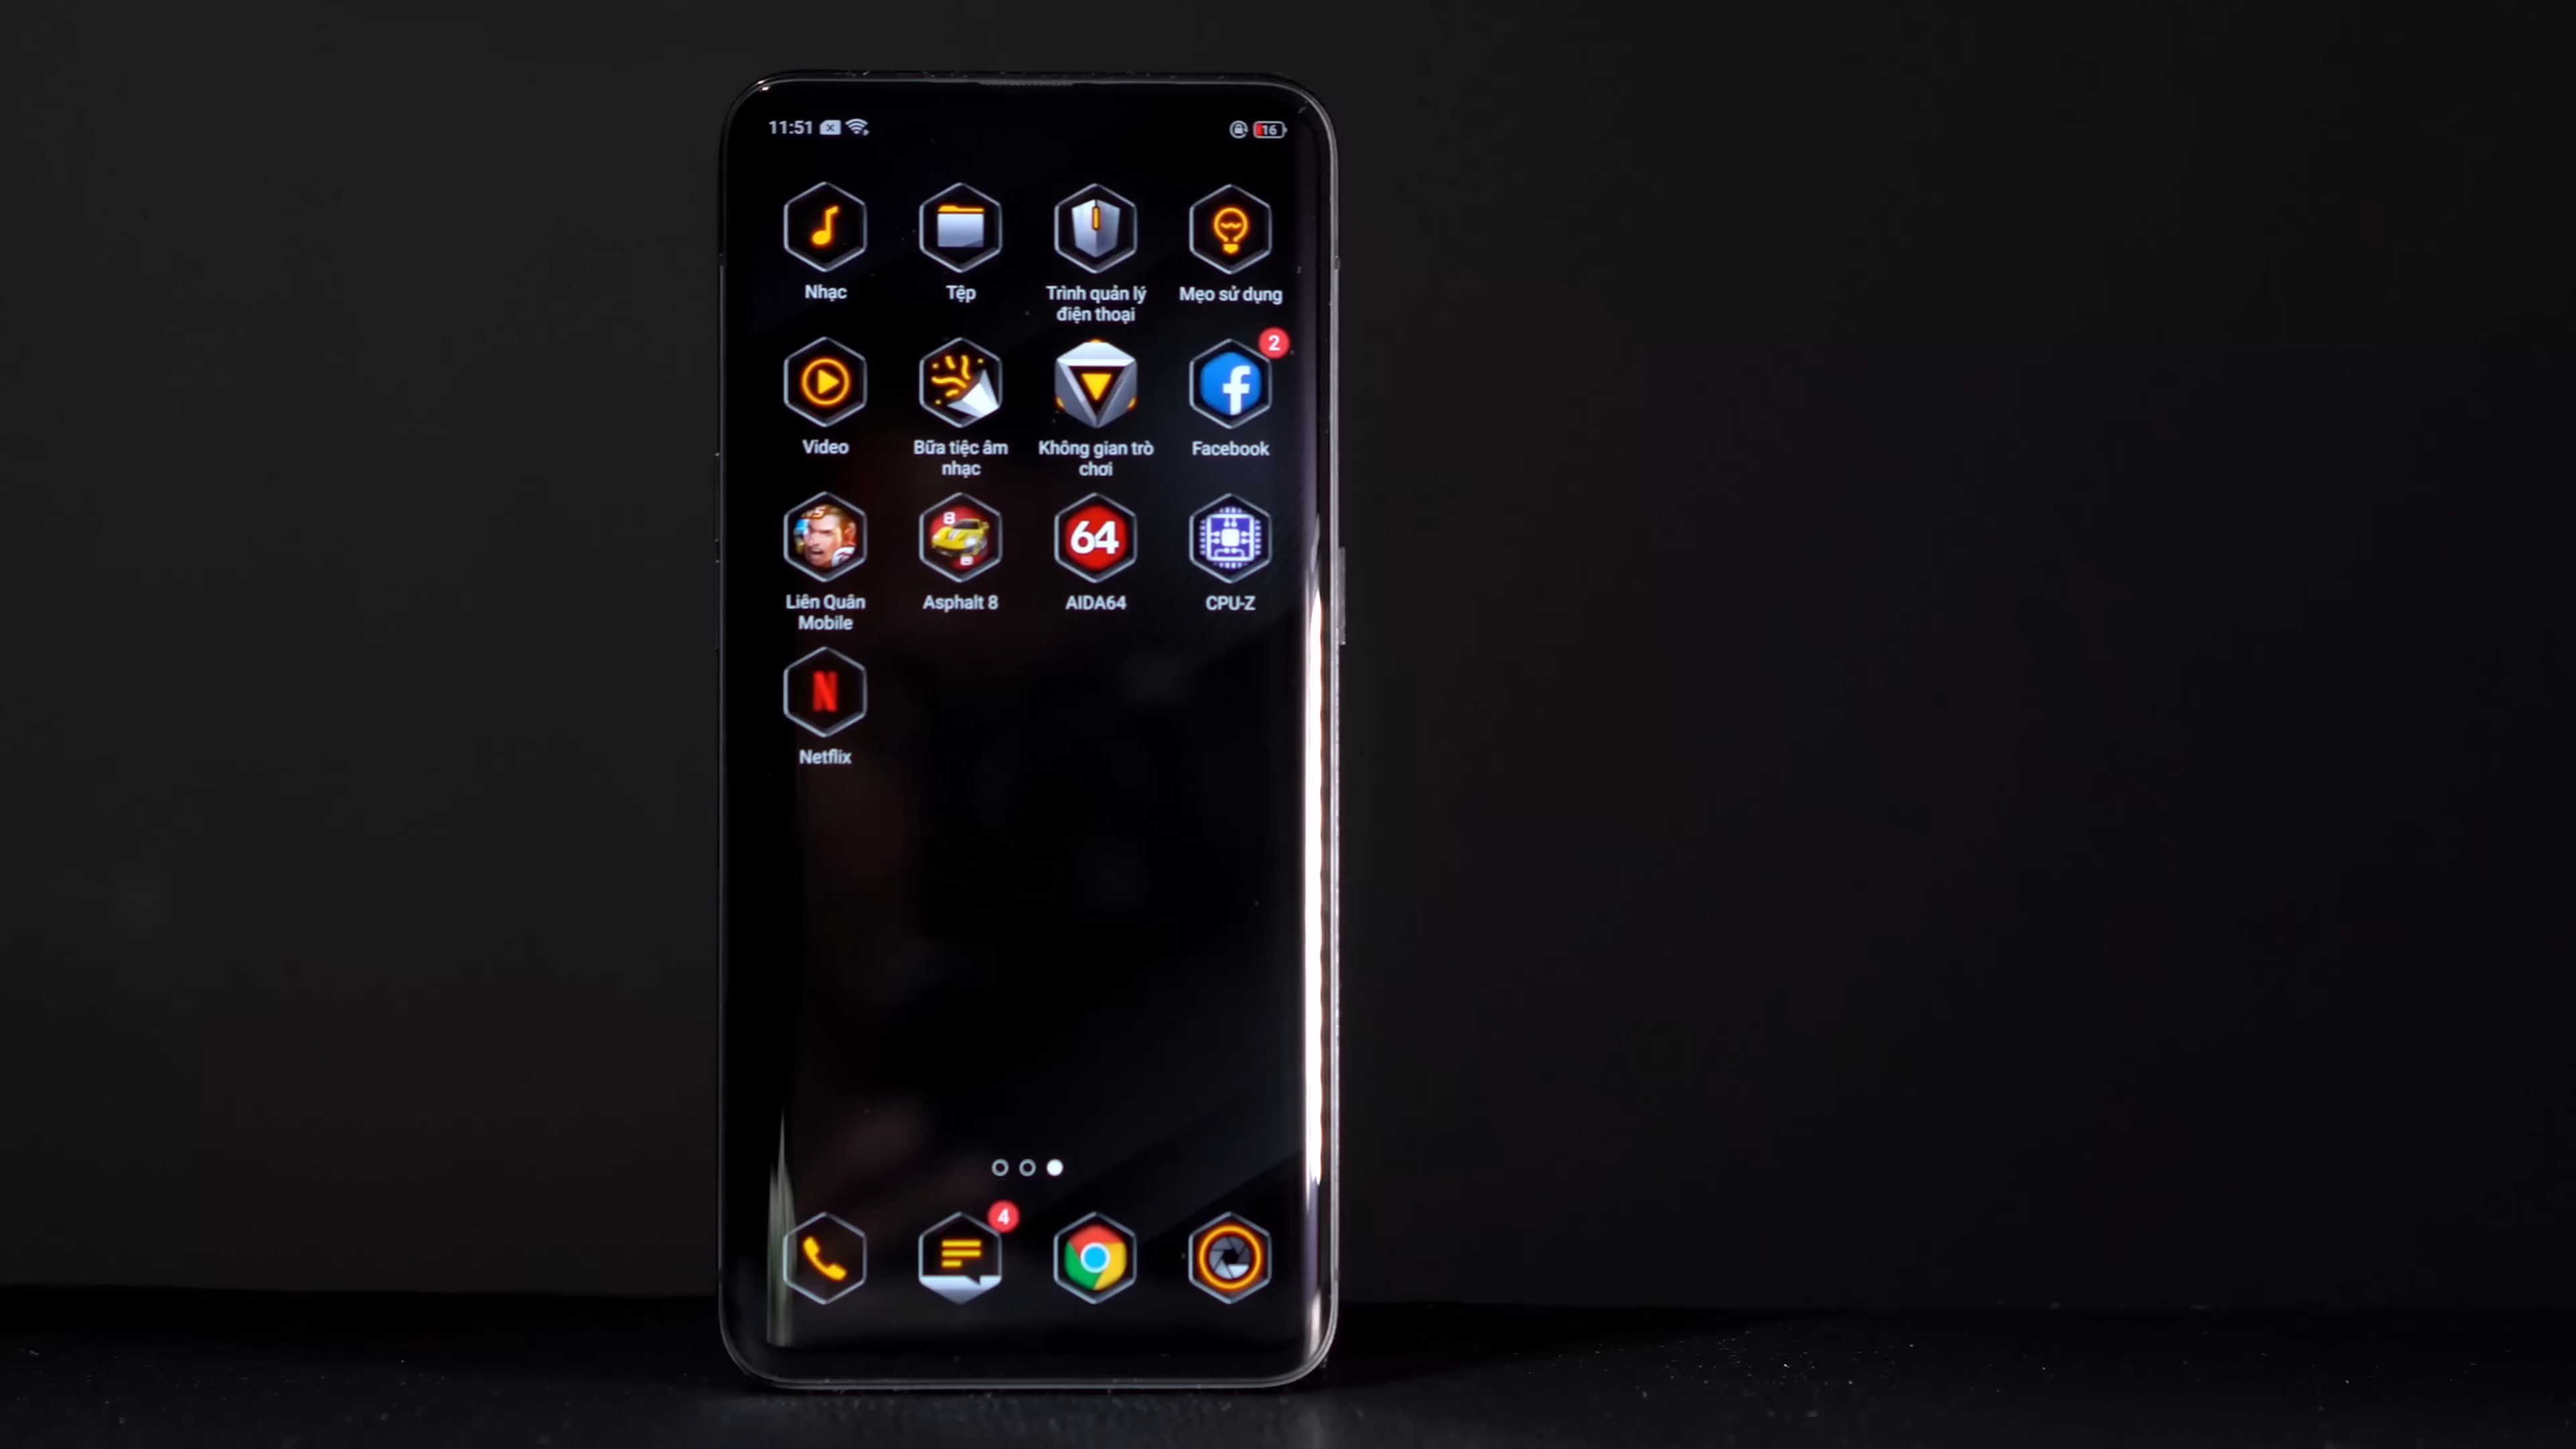 11:51
16
Nhạc
Tệp
Trình quản lý
điện thoại
Mẹo sử dụng
2
Video
Bữa tiệc âm
nhạc
Không gian trò
chơi
Facebook
64
Liên Quân
Mobile
Asphalt 8
AIDA64
CPU-Z
N
Netflix
4